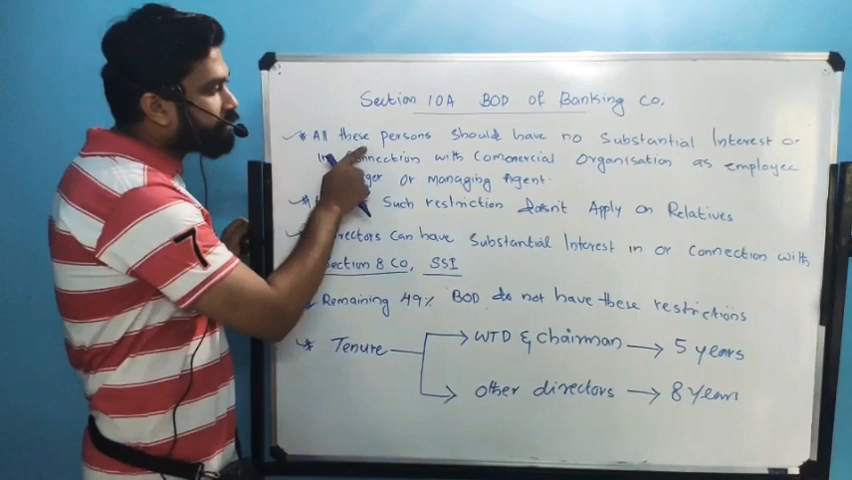 Section 10A BOD Of Banking Co.
* All these persons should have no Substantial Interest or
In Connection with Commercial Organisation as employee
Or managing Agent.
Such restriction doesn't Apply on Relatives
Directors can have Substantial Interest in or Connection with
Section 8 Co, SSI
Remaining 49% BOD do not have these restrictions
* Tenure
WTD & Chairman → 5 years
Other directors → 8 Years
7